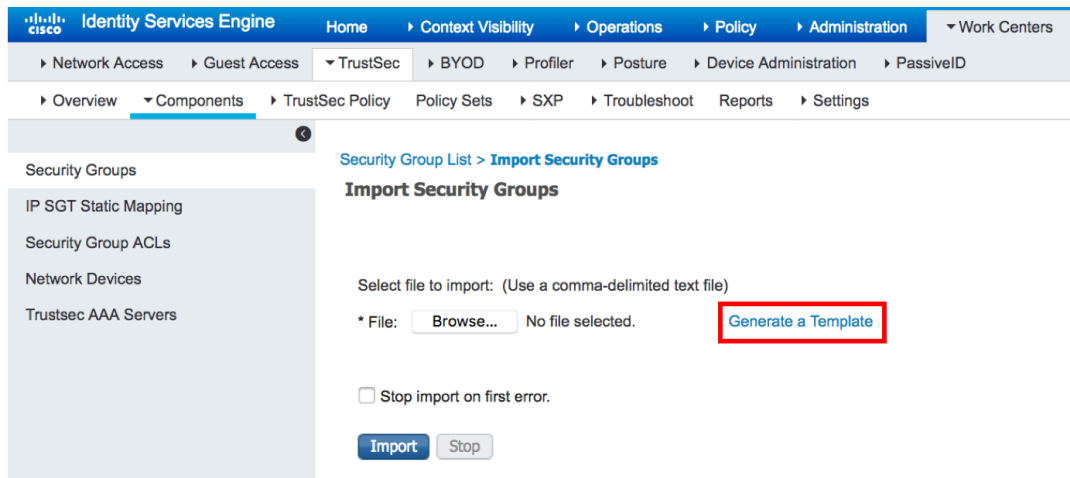 cisco Identity Services Engine Home Context Visibility Operations Policy Administration Work Centers
Network Access Guest Access TrustSec BYOD Profiler Posture Device Administration PassiveID
Overview Components TrustSec Policy Policy Sets SXP Troubleshoot Reports Settings
Security Groups
IP SGT Static Mapping
Security Group ACLs
Network Devices
Trustsec AAA Servers
Security Group List > Import Security Groups
Import Security Groups
Select file to import: (Use a comma-delimited text file)
* File: Browse... No file selected. Generate a Template
Stop import on first error.
Import Stop